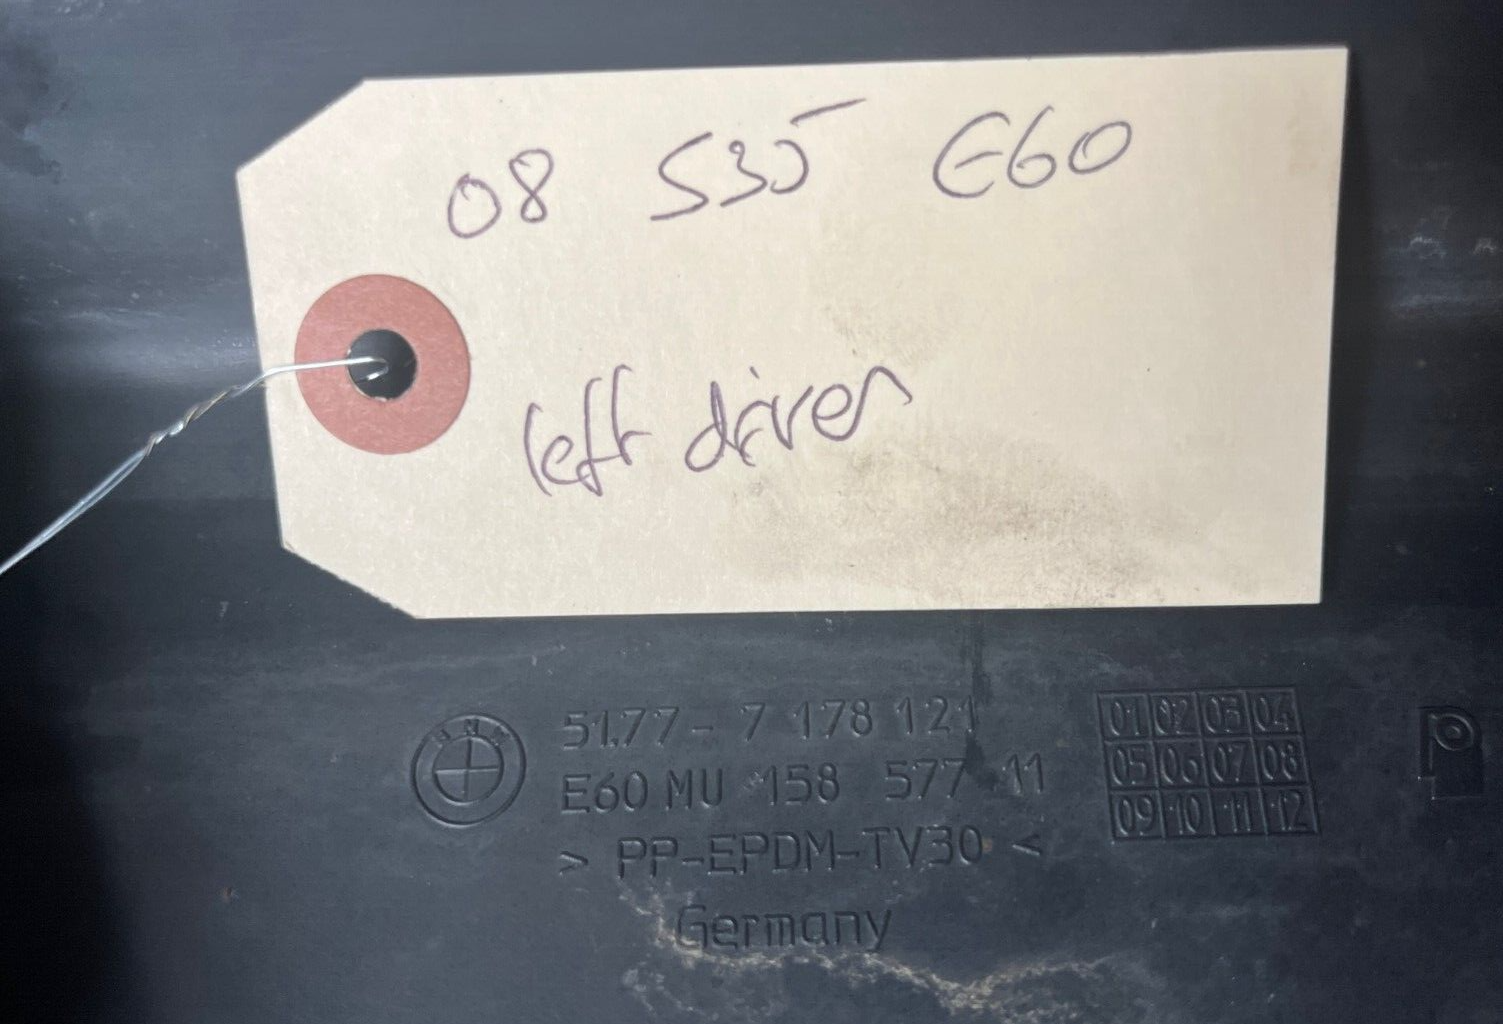 08 535 E60
left driver
BMW
51.77- 7 178 121
E60 MU 158 577 11
> PP-EPDM-TV30 <
Germany
01 02 03 04
05 06 07 08
09 10 11 12